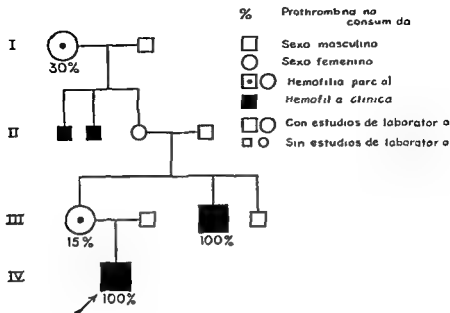 % Prothrombina no
consumida
I
Sexo masculino
30%
Sexo femenino
Hemofilia parcial
Hemofilia clinica
II
Con estudios de laboratorio
Sin estudios de laboratorio
III
15%
100%
IV
100%